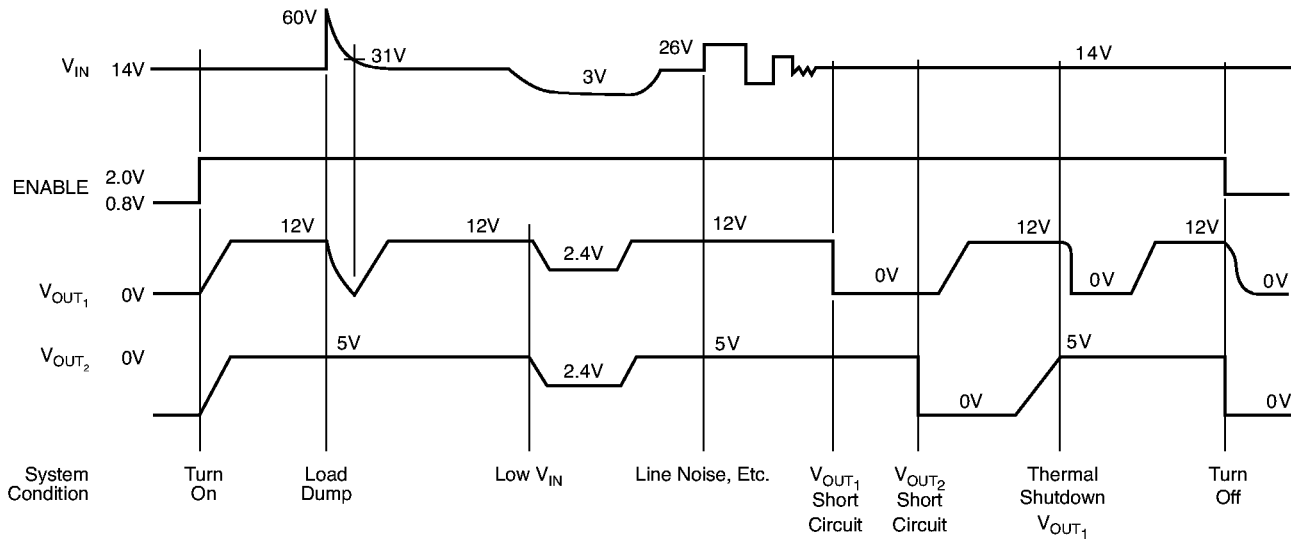 60V
31V
V_IN 14V
3V
26V
14V
ENABLE
2.0V
0.8V
12V
12V
2.4V
12V
12V
12V
V_OUT1 0V
0V
0V
0V
V_OUT2 0V
5V
2.4V
5V
0V
5V
0V
System Condition
Turn On
Load Dump
Low V_IN
Line Noise, Etc.
V_OUT1 Short Circuit
V_OUT2 Short Circuit
Thermal Shutdown V_OUT1
Turn Off